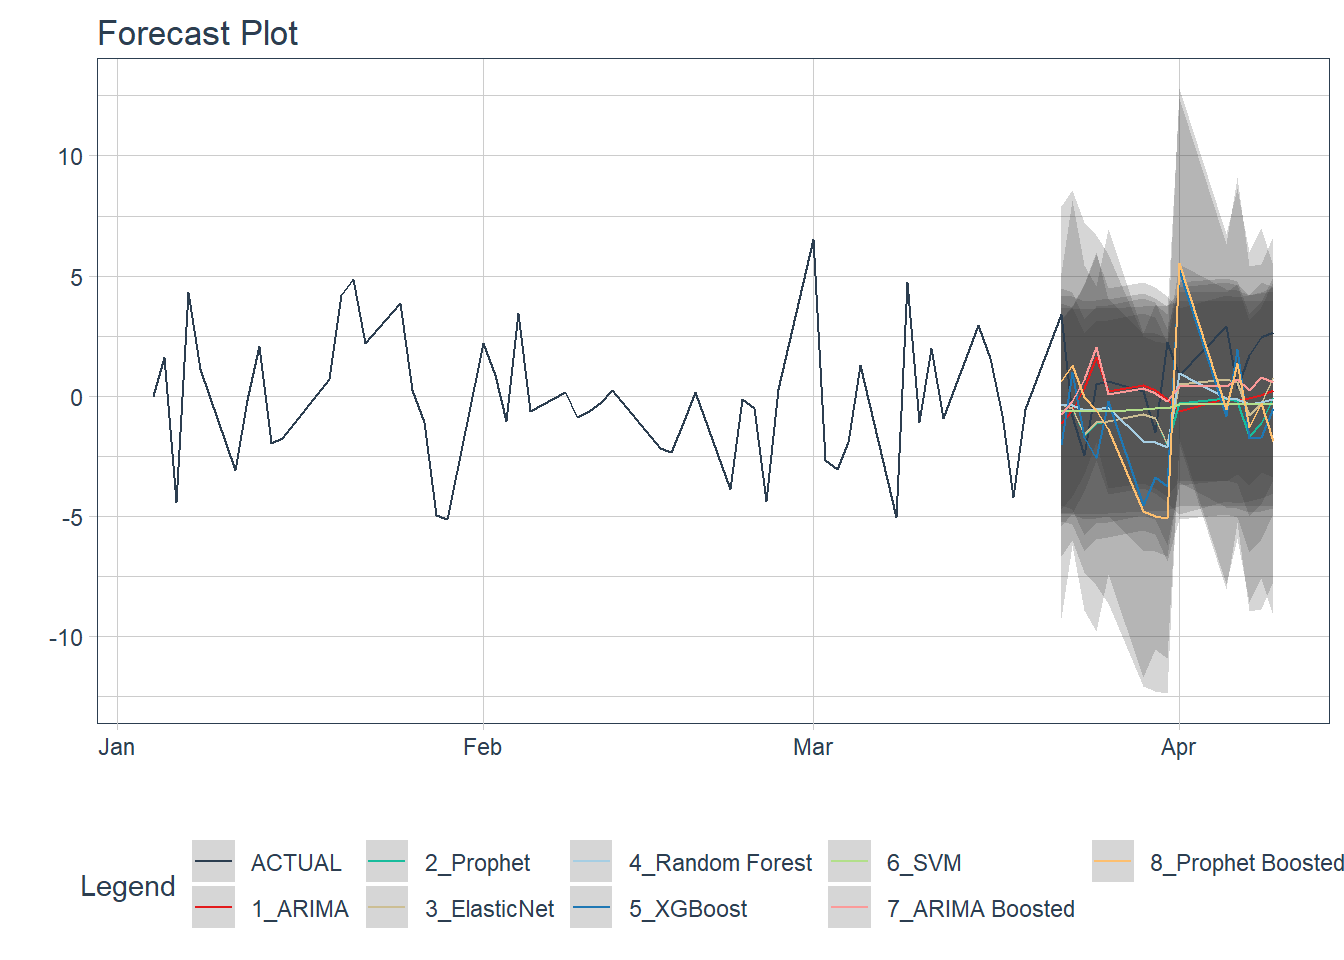 Forecast Plot
10
5
0
-5
-10
Jan Feb Mar Apr
Legend
ACTUAL 2_Prophet 4_Random Forest 6_SVM 8_Prophet Boosted
1_ARIMA 3_ElasticNet 5_XGBoost 7_ARIMA Boosted